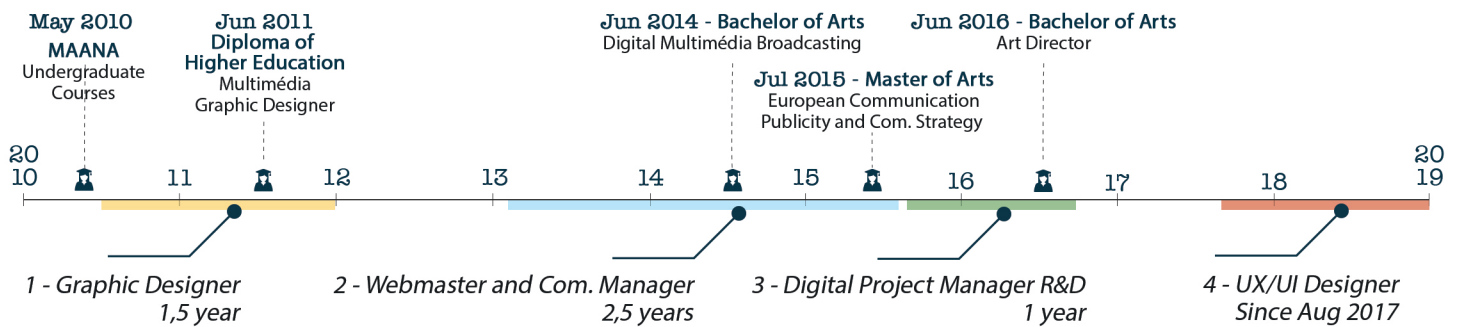 May 2010
MAANA
Undergraduate
Courses
Jun 2011
Diploma of
Higher Education
Multimédia
Graphic Designer
Jun 2014 - Bachelor of Arts
Digital Multimédia Broadcasting
Jul 2015 - Master of Arts
European Communication
Publicity and Com. Strategy
Jun 2016 - Bachelor of Arts
Art Director
20
10
11
12
13
14
15
16
17
18
20
19
1 - Graphic Designer
1,5 year
2 - Webmaster and Com. Manager
2,5 years
3 - Digital Project Manager R&D
1 year
4 - UX/UI Designer
Since Aug 2017